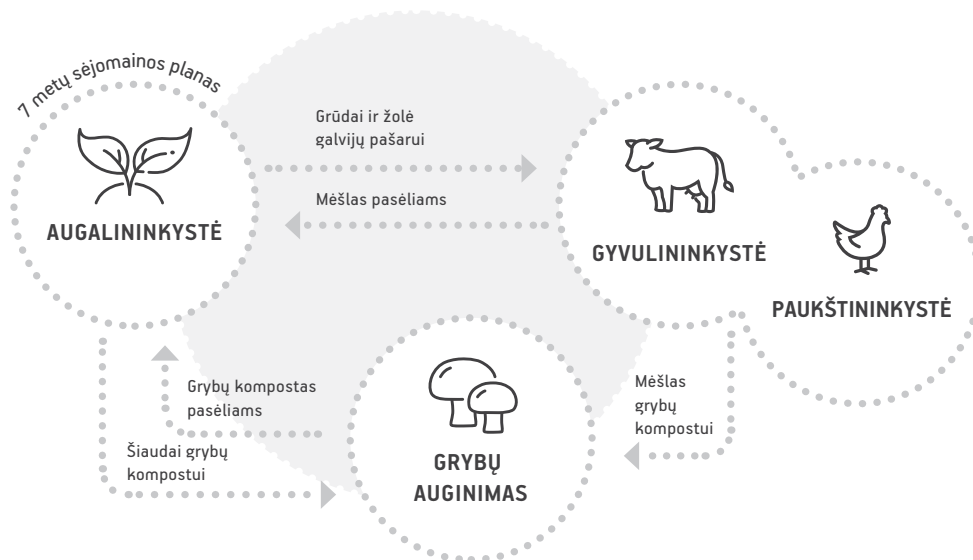 7 metų sėjomainos planas
AUGALININKYSTĖ
Grūdai ir žolė
galvijų pašarui
Mėšlas pasėliams
GYVULININKYSTĖ
PAUKŠTININKYSTĖ
Grybų kompostas
pasėliams
Šiaudai grybų
kompostui
GRYBŲ
AUGINIMAS
Mėšlas
grybų
kompostui